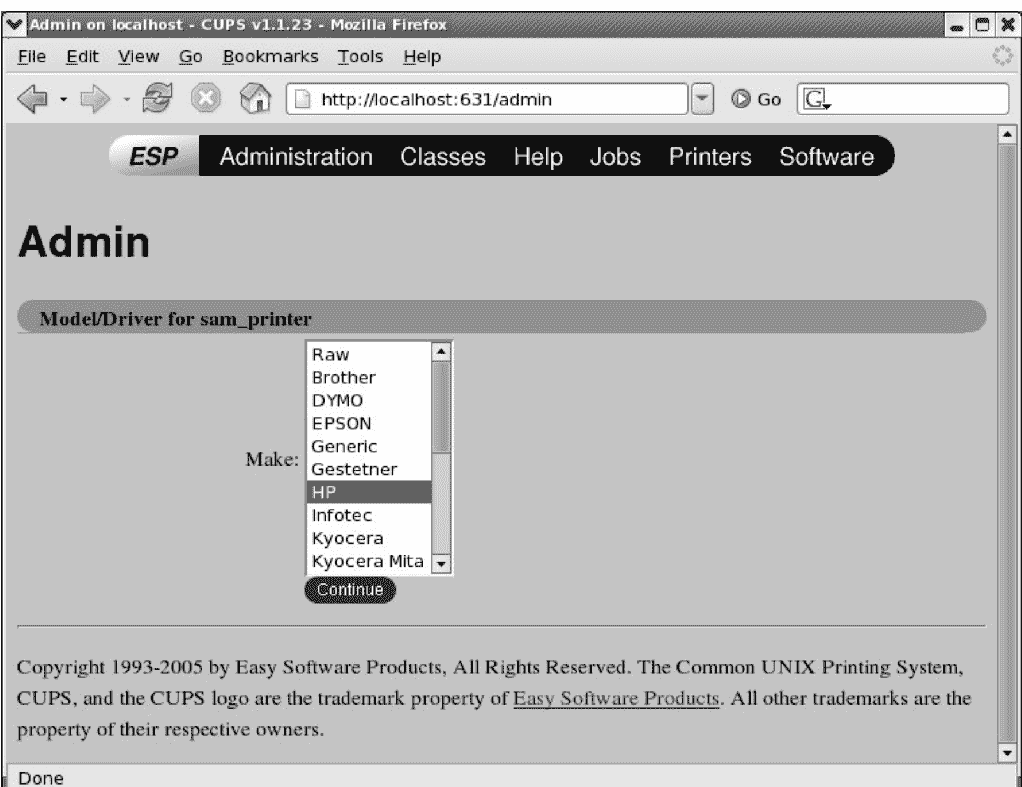 Admin on localhost - CUPS v1.1.23 - Mozilla Firefox
File Edit View Go Bookmarks Tools Help
http://localhost:631/admin Go G
ESP Administration Classes Help Jobs Printers Software
Admin
Model/Driver for sam_printer
Raw
Brother
DYMO
EPSON
Generic
Gestetner
Make:
HP
Infotec
Kyocera
Kyocera Mita
Continue
Copyright 1993-2005 by Easy Software Products, All Rights Reserved. The Common UNIX Printing System,
CUPS, and the CUPS logo are the trademark property of Easy Software Products. All other trademarks are the
property of their respective owners.
Done